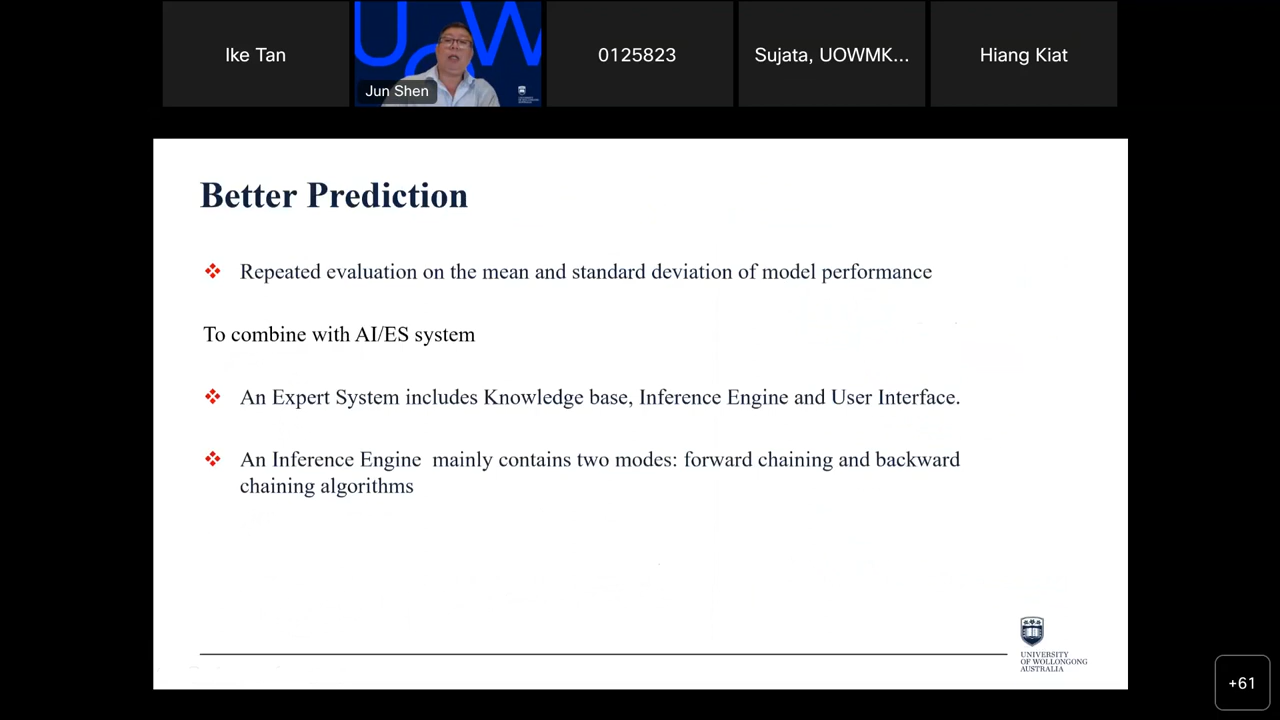 Ike Tan
UOW
Jun Shen
0125823
Sujata, UOWMK...
Hiang Kiat
Better Prediction
Repeated evaluation on the mean and standard deviation of model performance
To combine with AI/ES system
An Expert System includes Knowledge base, Inference Engine and User Interface.
An Inference Engine mainly contains two modes: forward chaining and backward
chaining algorithms
UNIVERSITY
OF WOLLONGONG
AUSTRALIA
+61